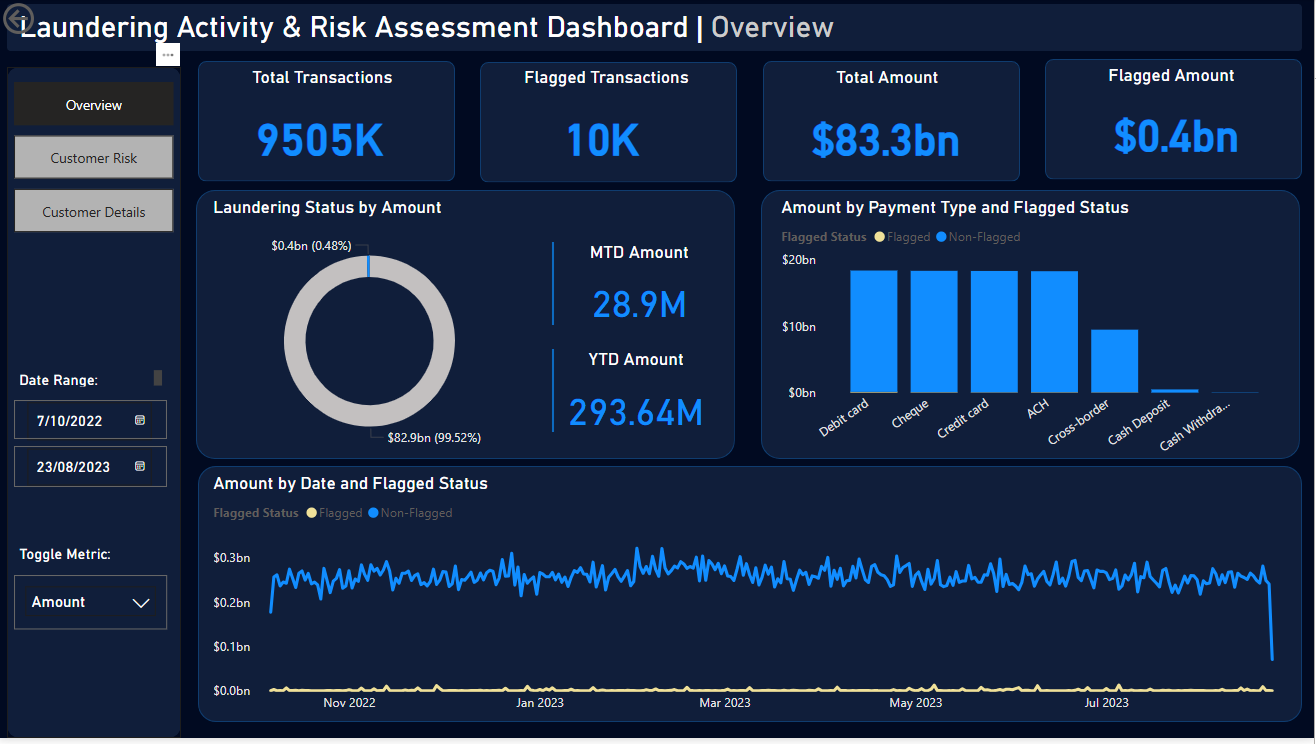 Laundering Activity & Risk Assessment Dashboard | Overview
Overview
Customer Risk
Customer Details
Date Range:
7/10/2022
23/08/2023
Toggle Metric:
Amount
Total Transactions
9505K
Flagged Transactions
10K
Total Amount
$83.3bn
Flagged Amount
$0.4bn
Laundering Status by Amount
$0.4bn (0.48%)
$82.9bn (99.52%)
MTD Amount
28.9M
YTD Amount
293.64M
Amount by Payment Type and Flagged Status
Flagged Status Flagged Non-Flagged
$20bn
$10bn
$0bn
Debit card
Cheque
Credit card
ACH
Cross-border
Cash Deposit
Cash Withdra...
Amount by Date and Flagged Status
Flagged Status Flagged Non-Flagged
$0.3bn
$0.2bn
$0.1bn
$0.0bn
Nov 2022 Jan 2023 Mar 2023 May 2023 Jul 2023